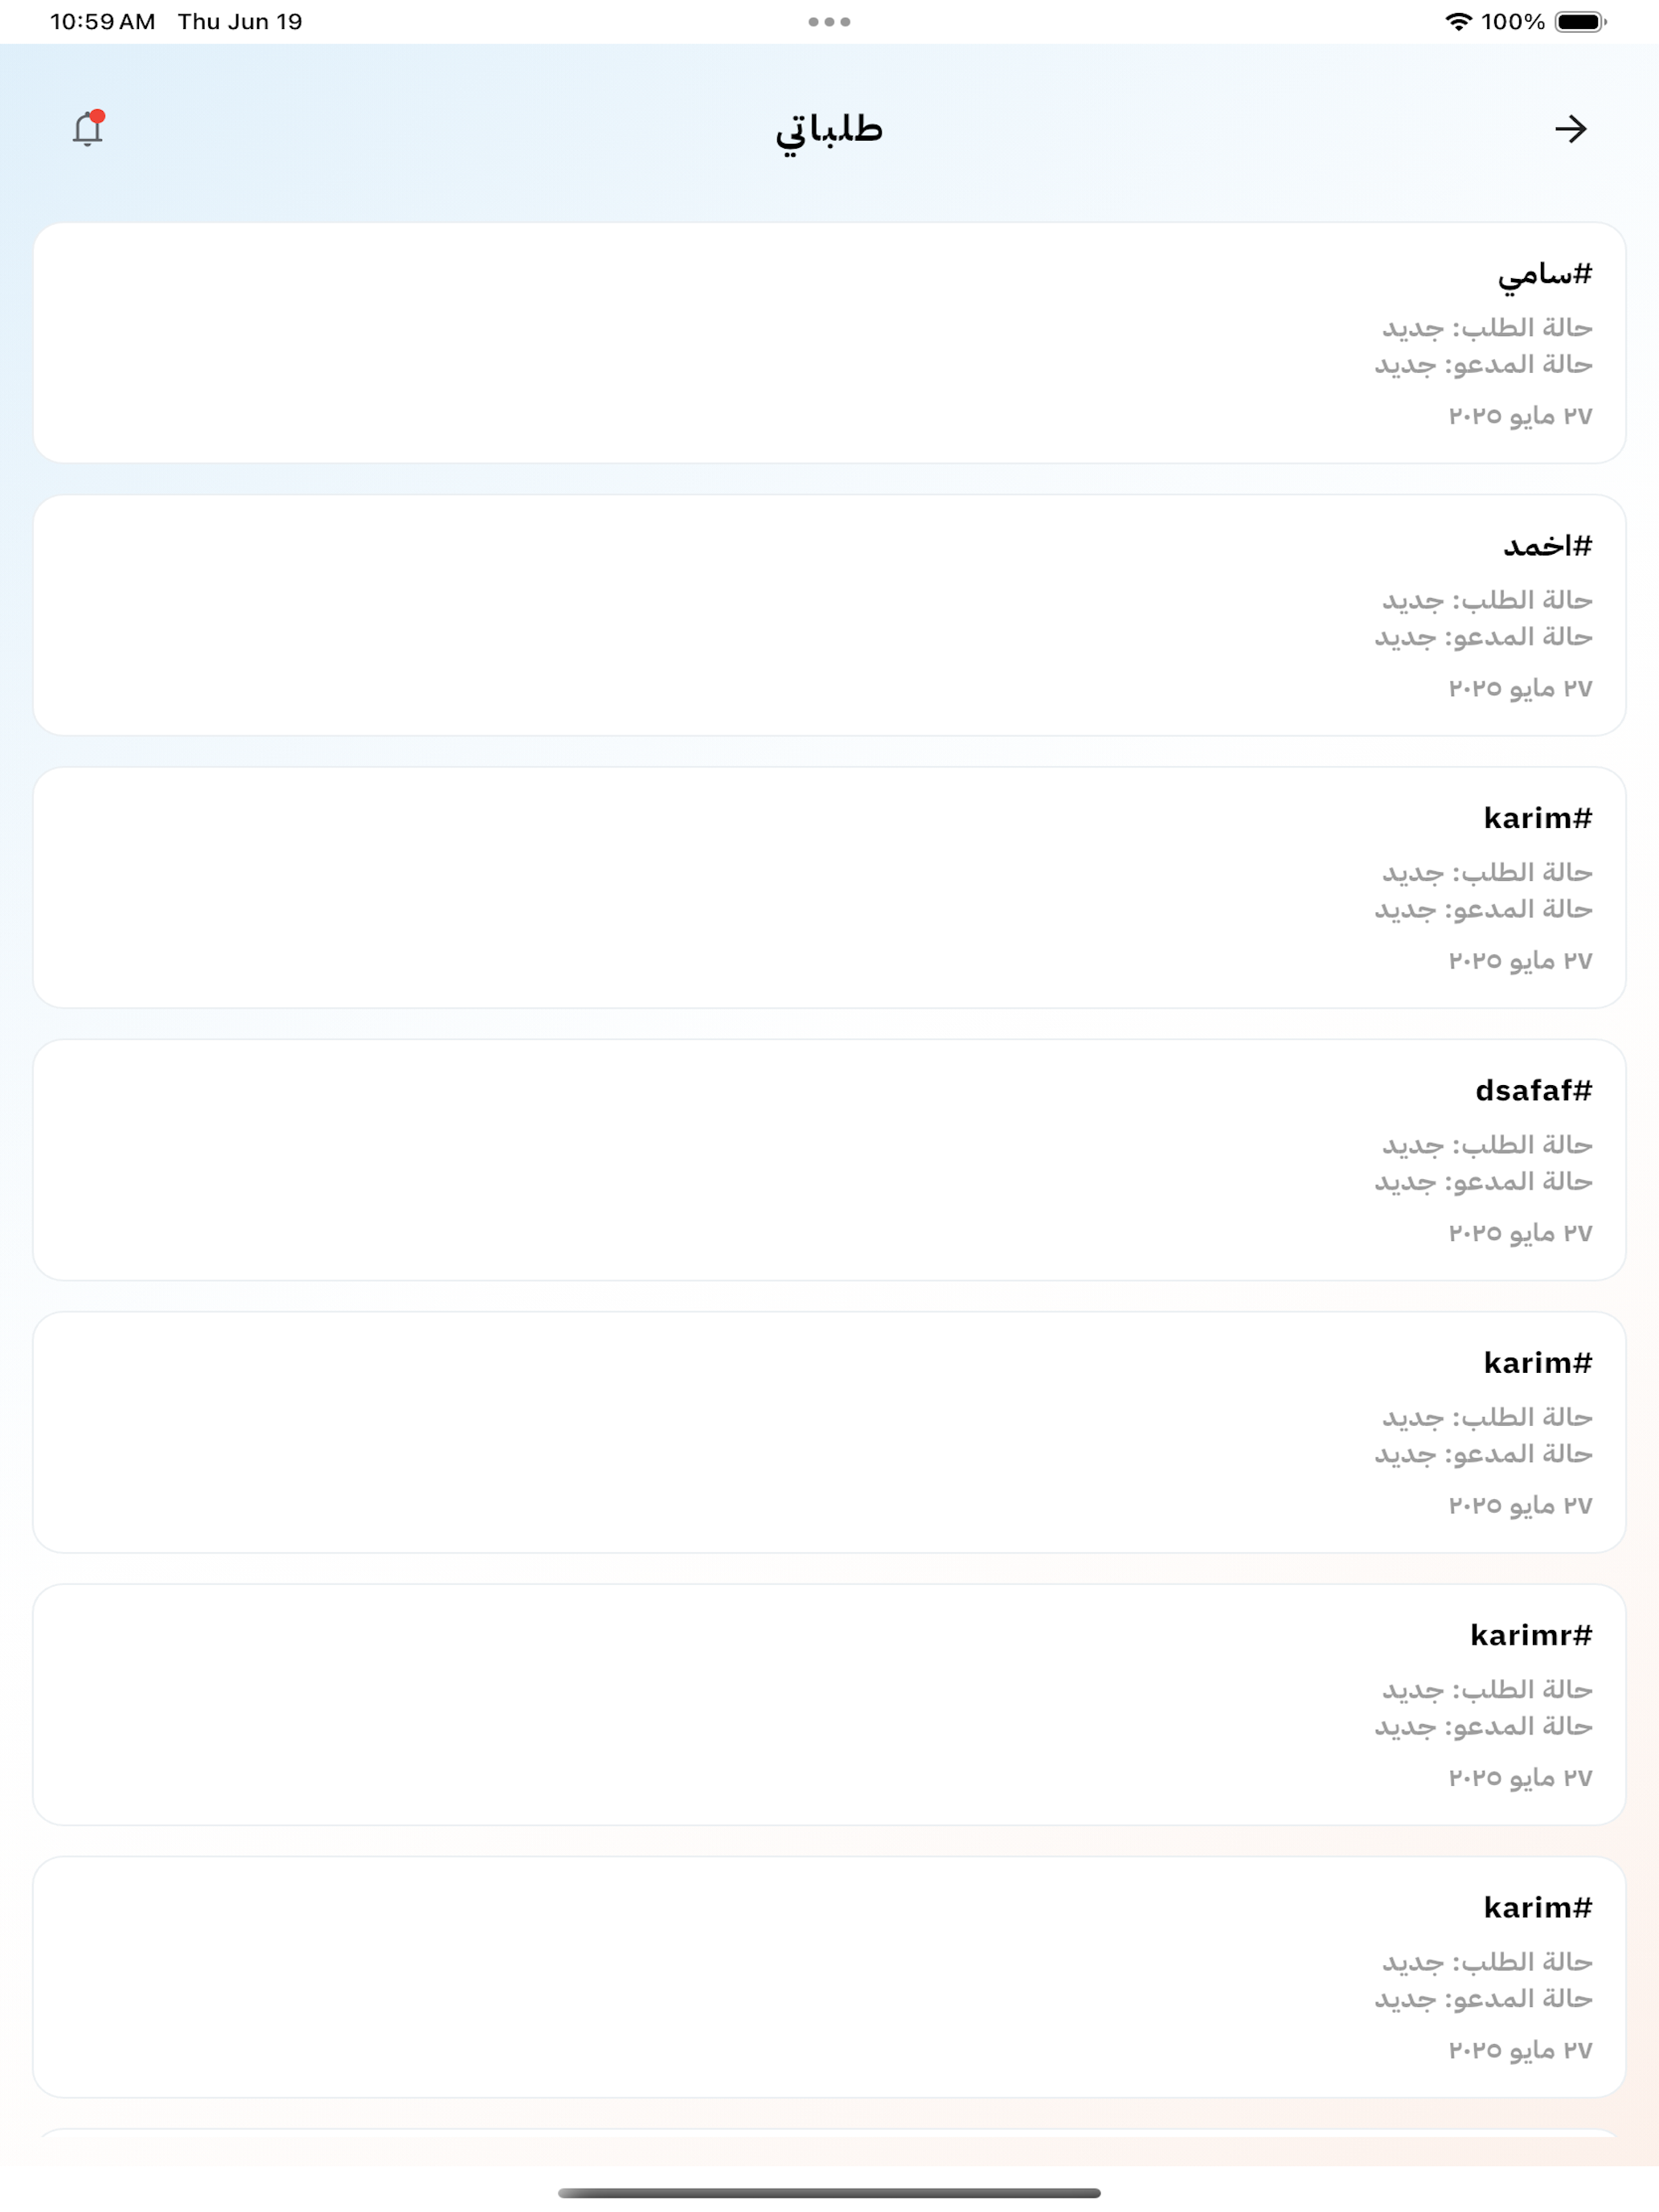 10:59 AM Thu Jun 19
100%
طلباتي
#سامي
حالة الطلب: جديد
حالة المدعو: جديد
٢٧ مايو ٢٠٢٥
#اخمد
حالة الطلب: جديد
حالة المدعو: جديد
٢٧ مايو ٢٠٢٥
#karim
حالة الطلب: جديد
حالة المدعو: جديد
٢٧ مايو ٢٠٢٥
#dsafaf
حالة الطلب: جديد
حالة المدعو: جديد
٢٧ مايو ٢٠٢٥
#karim
حالة الطلب: جديد
حالة المدعو: جديد
٢٧ مايو ٢٠٢٥
#karimr
حالة الطلب: جديد
حالة المدعو: جديد
٢٧ مايو ٢٠٢٥
#karim
حالة الطلب: جديد
حالة المدعو: جديد
٢٧ مايو ٢٠٢٥